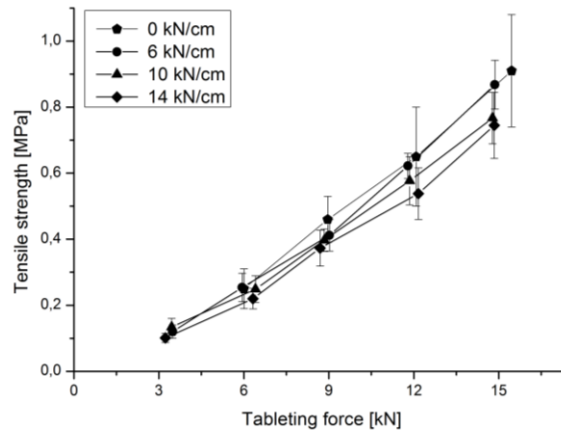 0 kN/cm
6 kN/cm
10 kN/cm
14 kN/cm
Tensile strength [MPa]
1,0
0,8
0,6
0,4
0,2
0,0
0 3 6 9 12 15
Tableting force [kN]